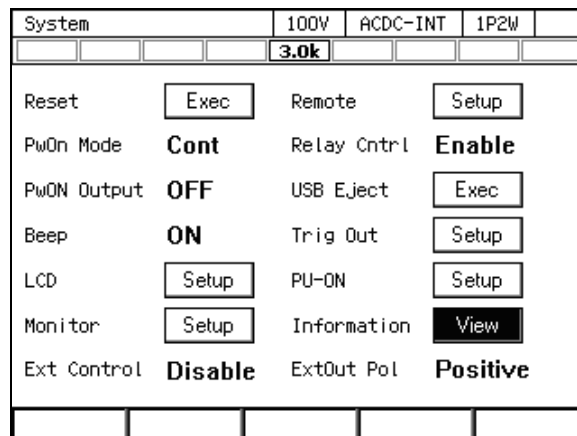 System 100V ACDC-INT 1P2W
3.0k
Reset Exec Remote Setup
PwOn Mode Cont Relay Cntrl Enable
PwON Output OFF USB Eject Exec
Beep ON Trig Out Setup
LCD Setup PU-ON Setup
Monitor Setup Information View
Ext Control Disable ExtOut Pol Positive